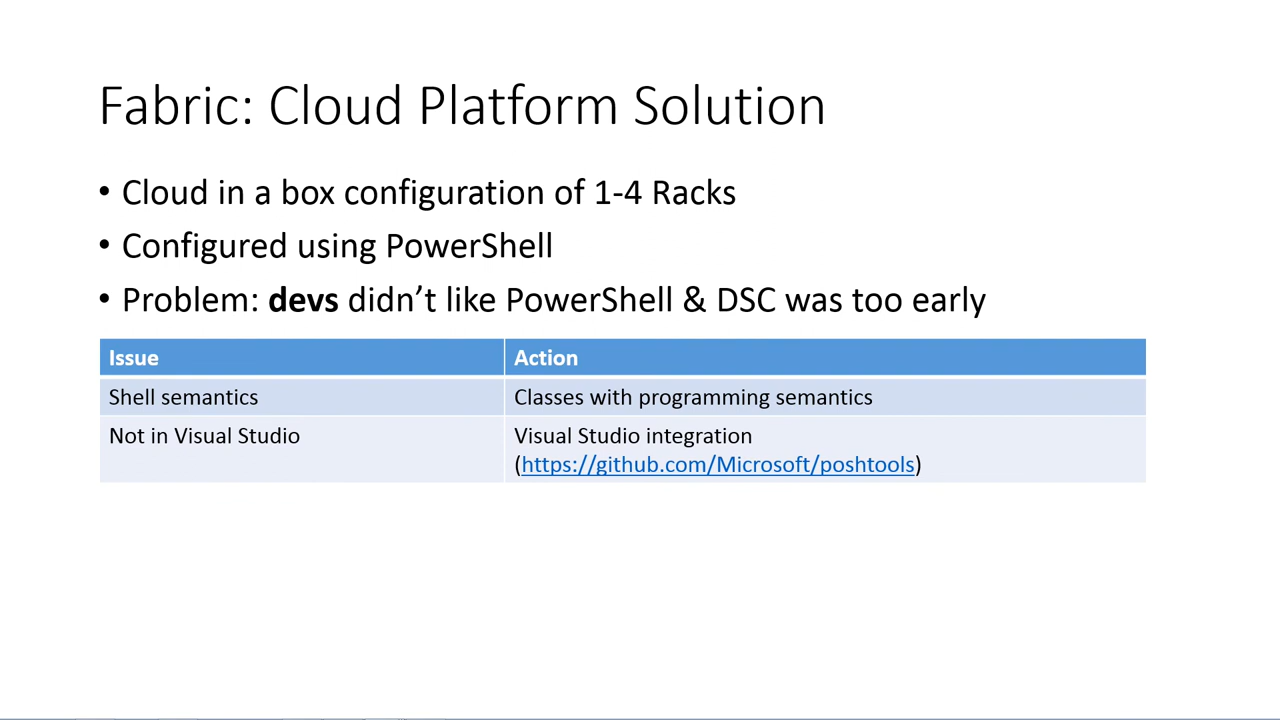 Fabric: Cloud Platform Solution
• Cloud in a box configuration of 1-4 Racks
• Configured using PowerShell
• Problem: devs didn’t like PowerShell & DSC was too early
Issue Action
Shell semantics Classes with programming semantics
Not in Visual Studio Visual Studio integration
(https://github.com/Microsoft/poshtools)